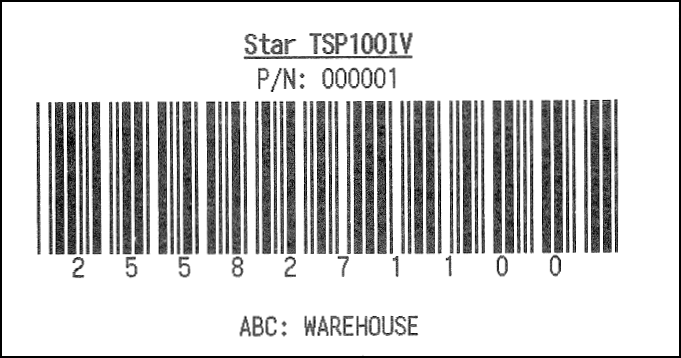 Star TSP100IV
P/N: 000001
2 5 5 8 2 7 1 1 0 0
ABC: WAREHOUSE